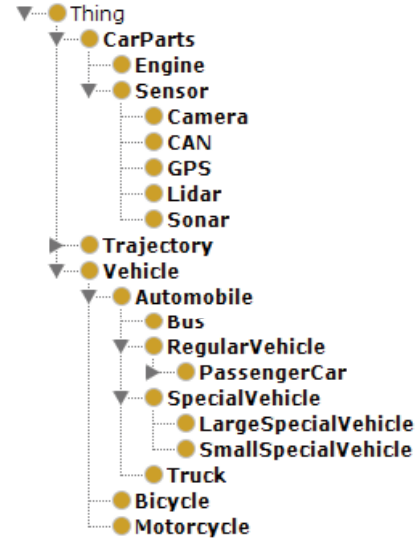 Thing
CarParts
Engine
Sensor
Camera
CAN
GPS
Lidar
Sonar
Trajectory
Vehicle
Automobile
Bus
RegularVehicle
PassengerCar
SpecialVehicle
LargeSpecialVehicle
SmallSpecialVehicle
Truck
Bicycle
Motorcycle